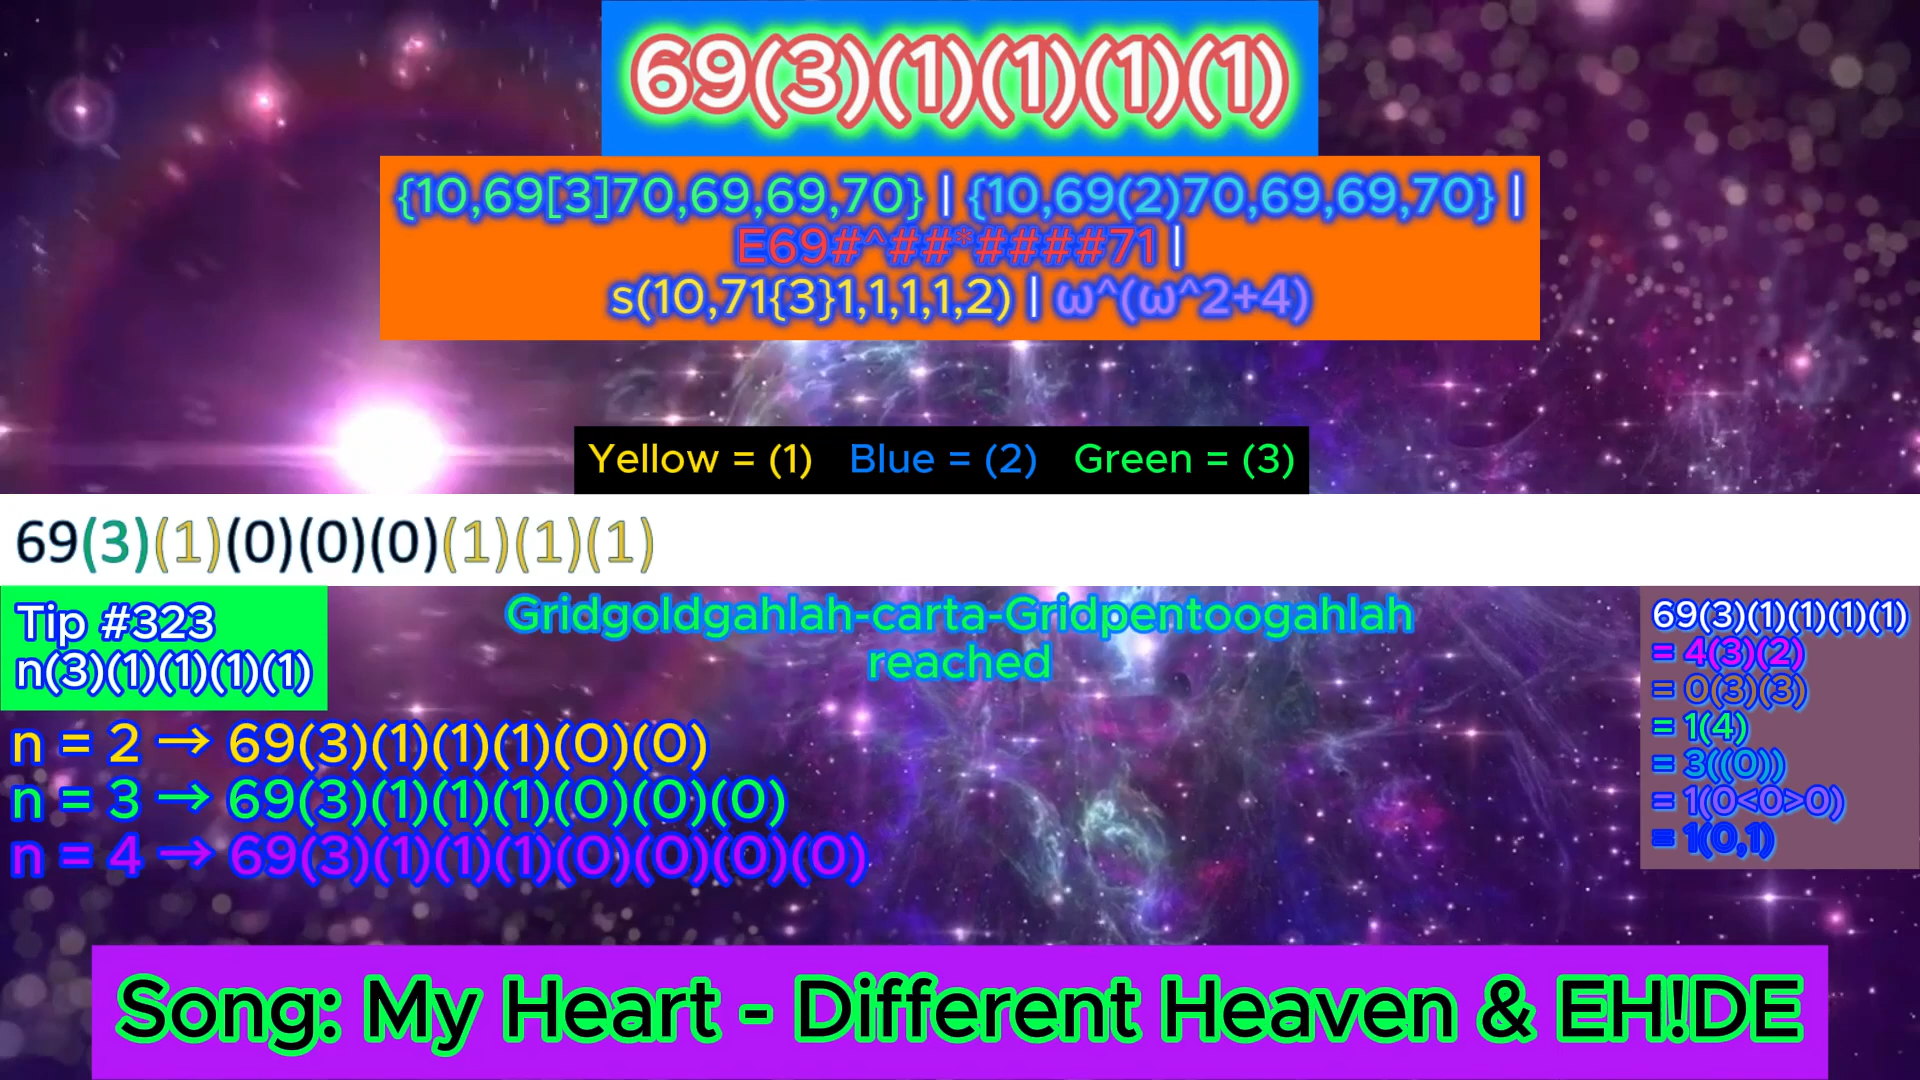 69(3)(1)(1)(1)(1)
{10,69[3]70,69,69,70} | {10,69(2)70,69,69,70} |
E69#^##*####71 |
s(10,71{3}1,1,1,1,2) | ω^(ω^2+4)
Yellow = (1) Blue = (2) Green = (3)
69(3)(1)(0)(0)(0)(1)(1)(1)
Tip #323
n(3)(1)(1)(1)(1)
n = 2 → 69(3)(1)(1)(1)(0)(0)
n = 3 → 69(3)(1)(1)(1)(0)(0)(0)
n = 4 → 69(3)(1)(1)(1)(0)(0)(0)(0)
Gridgoldgahlah-carta-Gridpentoogahlah
reached
69(3)(1)(1)(1)(1)
= 4(3)(2)
= 0(3)(3)
= 1(4)
= 3((0))
= 1(0<0>0)
= 1(0,1)
Song: My Heart - Different Heaven & EH!DE